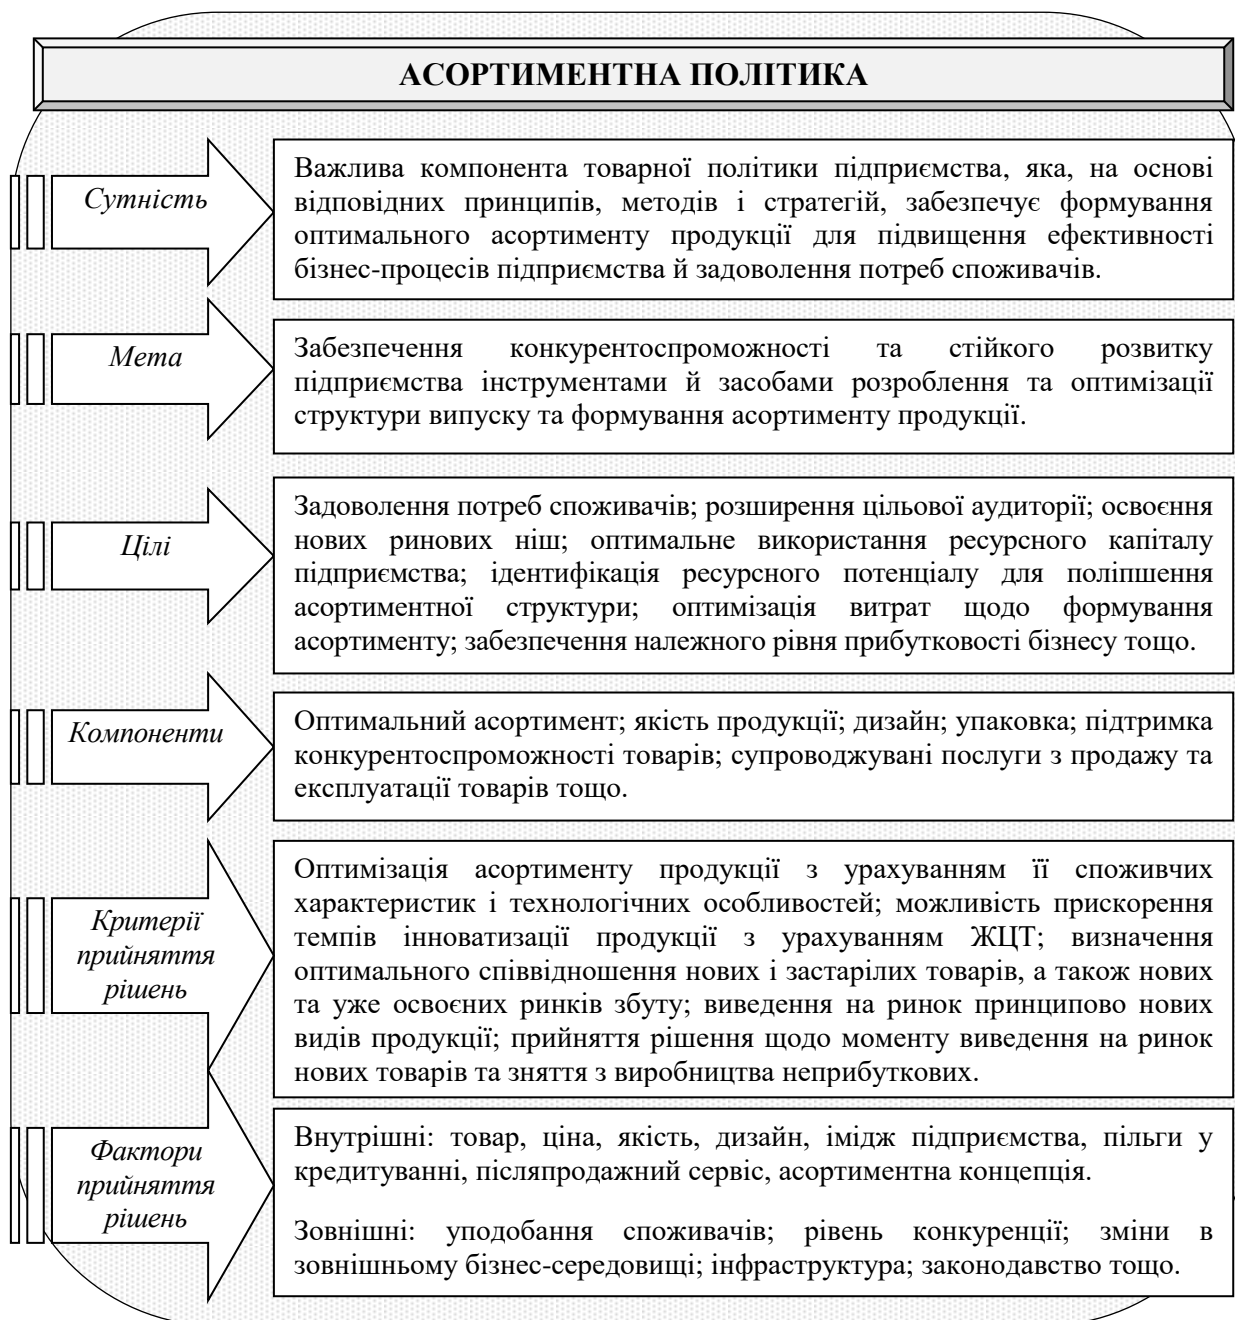 АСОРТИМЕНТНА ПОЛІТИКА
Сутність
Важлива компонента товарної політики підприємства, яка, на основі
відповідних принципів, методів і стратегій, забезпечує формування
оптимального асортименту продукції для підвищення ефективності
бізнес-процесів підприємства й задоволення потреб споживачів.
Мета
Забезпечення конкурентоспроможності та стійкого розвитку
підприємства інструментами й засобами розроблення та оптимізації
структури випуску та формування асортименту продукції.
Цілі
Задоволення потреб споживачів; розширення цільової аудиторії; освоєння
нових ринових ніш; оптимальне використання ресурсного капіталу
підприємства; ідентифікація ресурсного потенціалу для поліпшення
асортиментної структури; оптимізація витрат щодо формування
асортименту; забезпечення належного рівня прибутковості бізнесу тощо.
Компоненти
Оптимальний асортимент; якість продукції; дизайн; упаковка; підтримка
конкурентоспроможності товарів; супроводжувані послуги з продажу та
експлуатації товарів тощо.
Критерії
прийняття
рішень
Оптимізація асортименту продукції з урахуванням її споживчих
характеристик і технологічних особливостей; можливість прискорення
темпів інноватизації продукції з урахуванням ЖЦТ; визначення
оптимального співвідношення нових і застарілих товарів, а також нових
та уже освоєних ринків збуту; виведення на ринок принципово нових
видів продукції; прийняття рішення щодо моменту виведення на ринок
нових товарів та зняття з виробництва неприбуткових.
Фактори
прийняття
рішень
Внутрішні: товар, ціна, якість, дизайн, імідж підприємства, пільги у
кредитуванні, післяпродажний сервіс, асортиментна концепція.
Зовнішні: уподобання споживачів; рівень конкуренції; зміни в
зовнішньому бізнес-середовищі; інфраструктура; законодавство тощо.